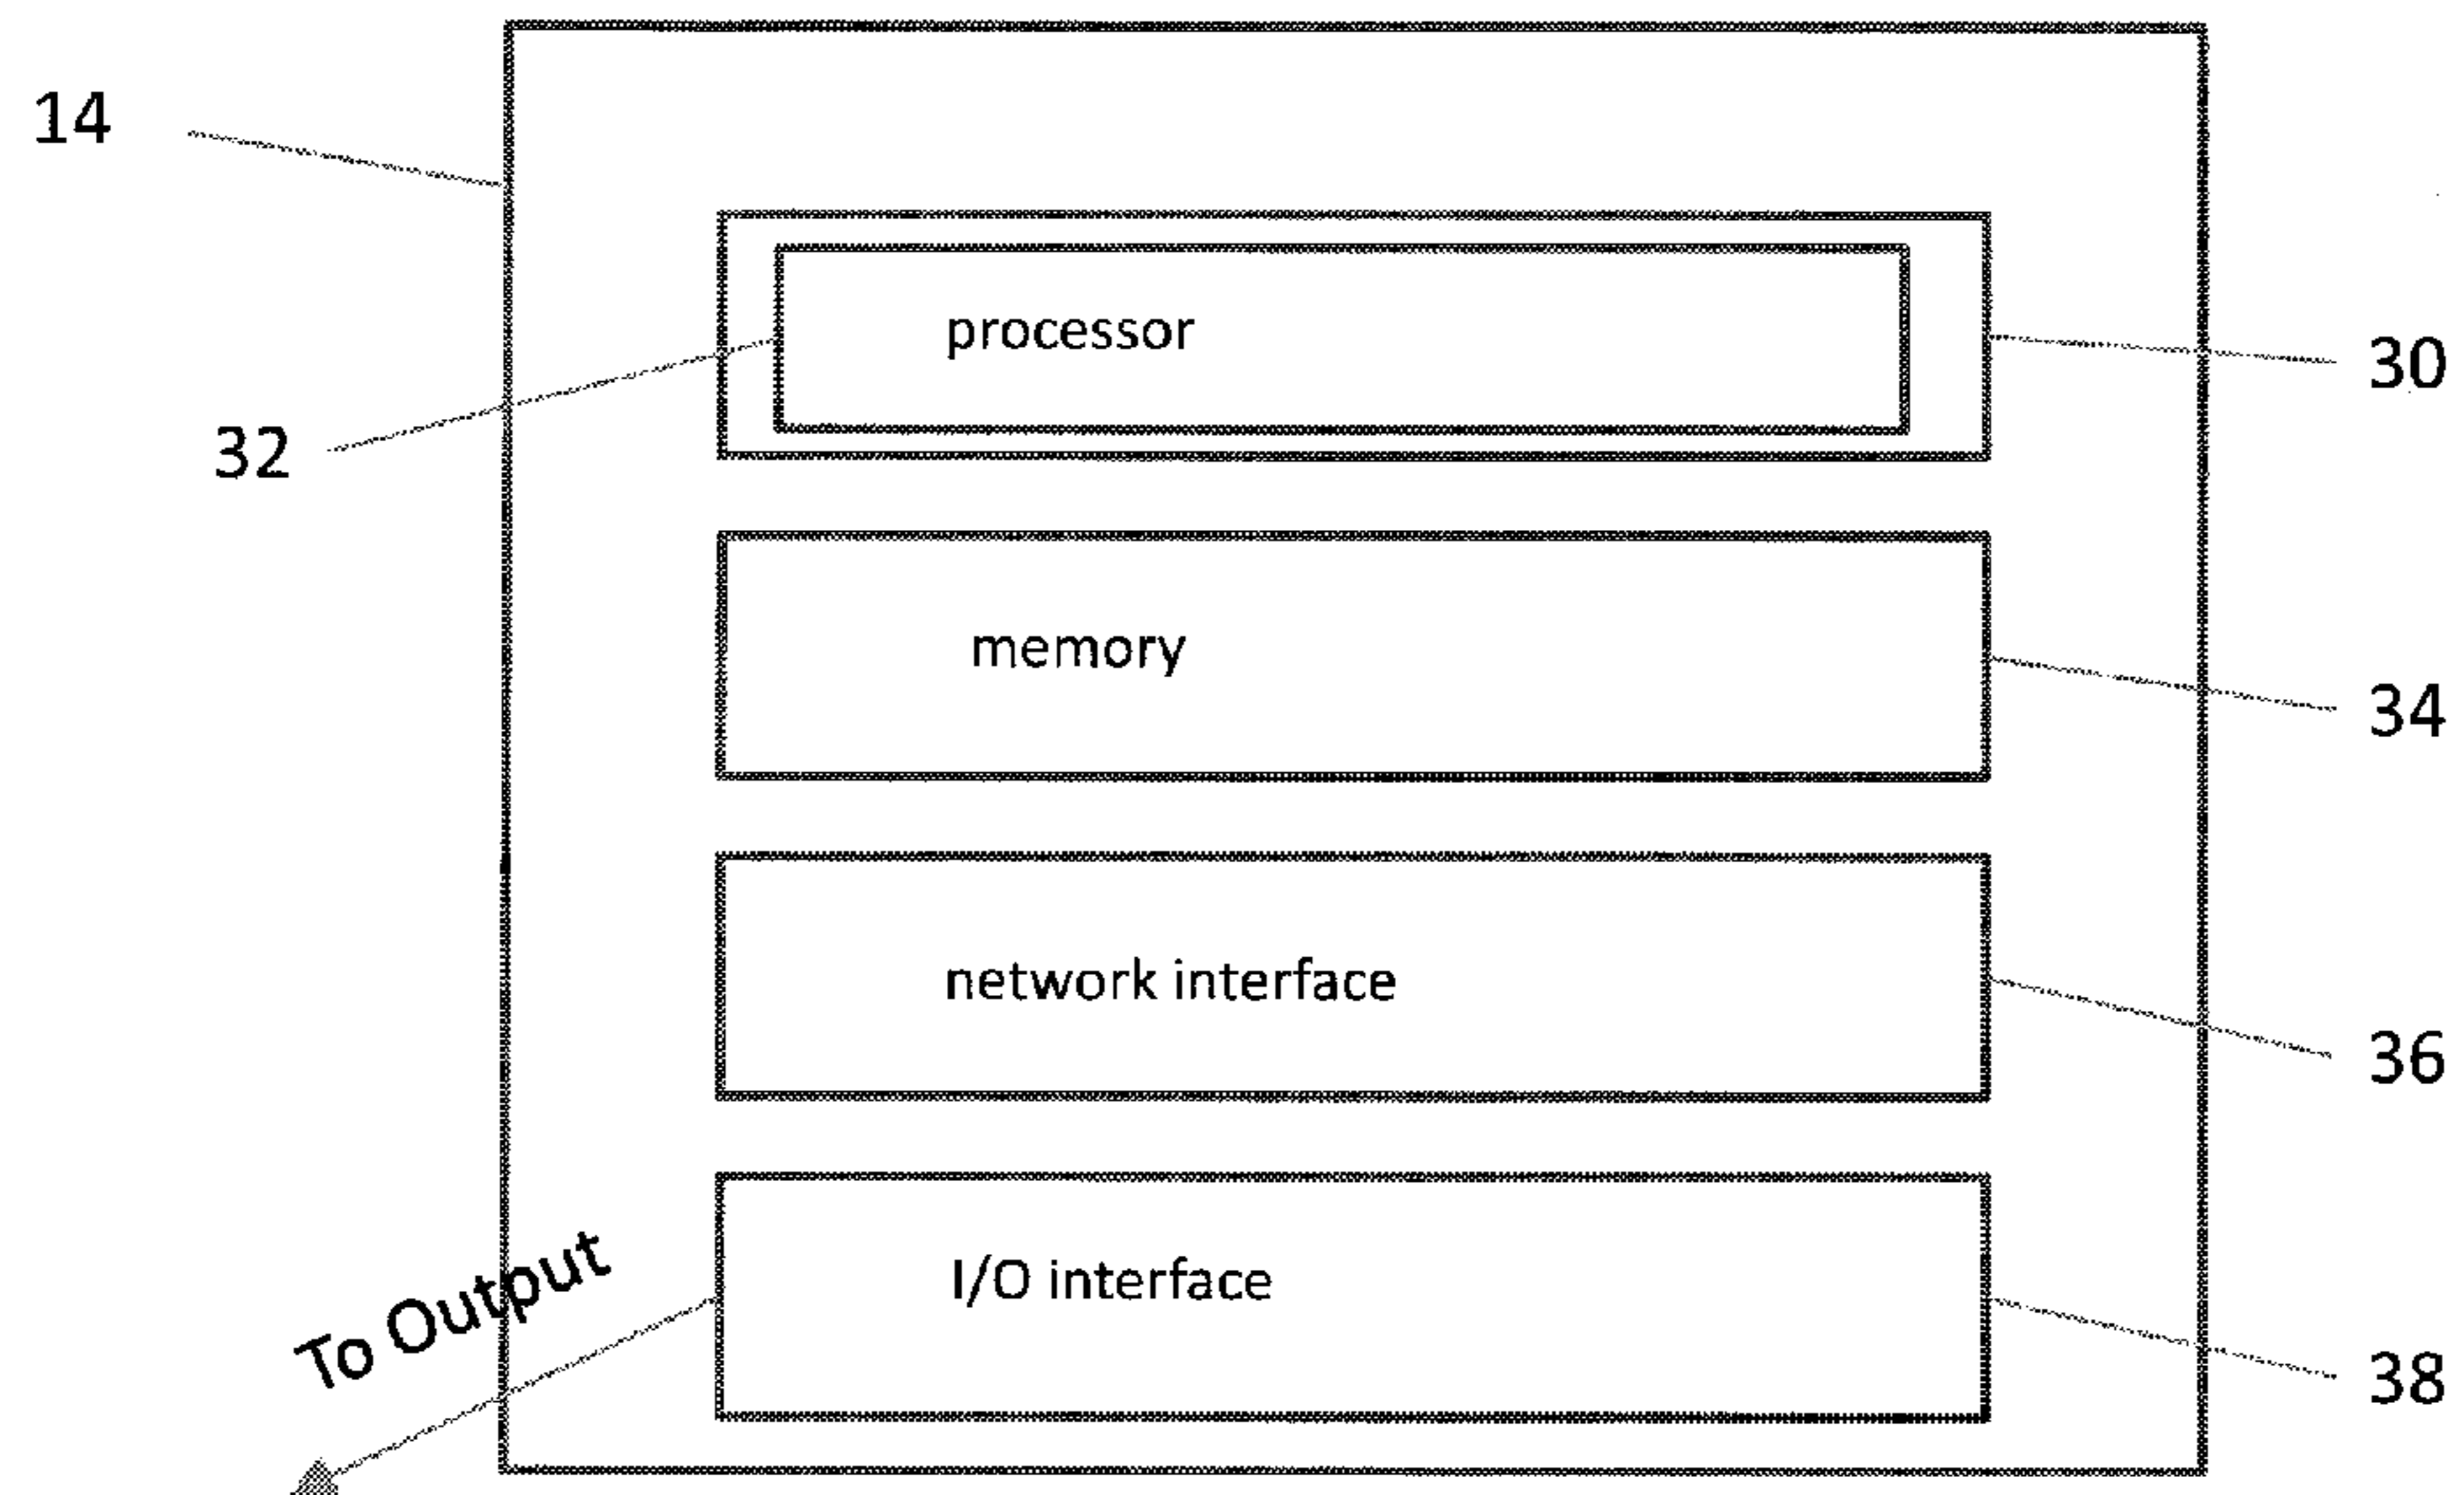 14
processor
30
32
memory
34
network interface
36
To Output
I/O interface
38